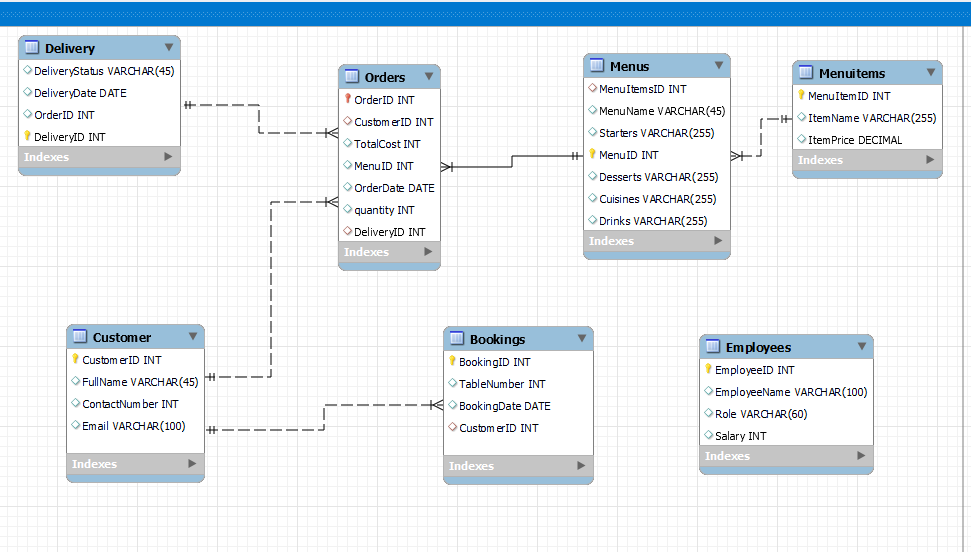 Delivery
DeliveryStatus VARCHAR(45)
DeliveryDate DATE
OrderID INT
DeliveryID INT
Indexes
Orders
OrderID INT
CustomerID INT
TotalCost INT
MenuID INT
OrderDate DATE
quantity INT
DeliveryID INT
Indexes
Menus
MenuItemsID INT
MenuName VARCHAR(45)
Starters VARCHAR(255)
MenuID INT
Desserts VARCHAR(255)
Cuisines VARCHAR(255)
Drinks VARCHAR(255)
Indexes
Menuitems
MenuItemID INT
ItemName VARCHAR(255)
ItemPrice DECIMAL
Indexes
Customer
CustomerID INT
FullName VARCHAR(45)
ContactNumber INT
Email VARCHAR(100)
Indexes
Bookings
BookingID INT
TableNumber INT
BookingDate DATE
CustomerID INT
Indexes
Employees
EmployeeID INT
EmployeeName VARCHAR(100)
Role VARCHAR(60)
Salary INT
Indexes